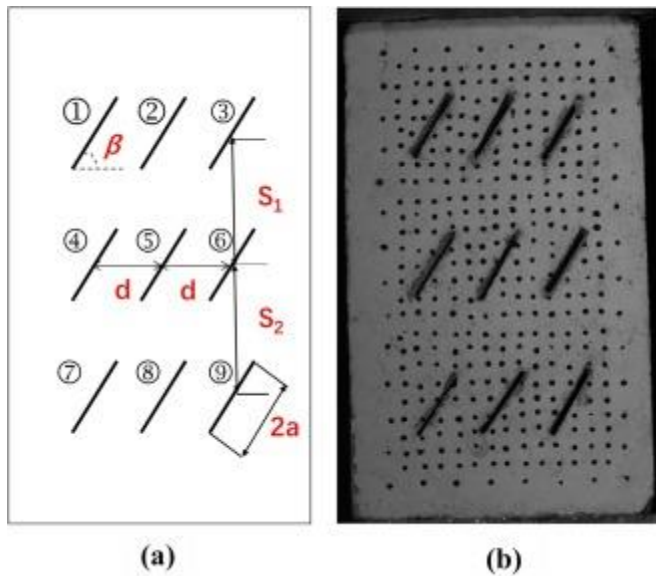 ① ② ③
β
S₁
④ ⑤ ⑥
d d
S₂
⑦ ⑧ ⑨
2a
(a) (b)